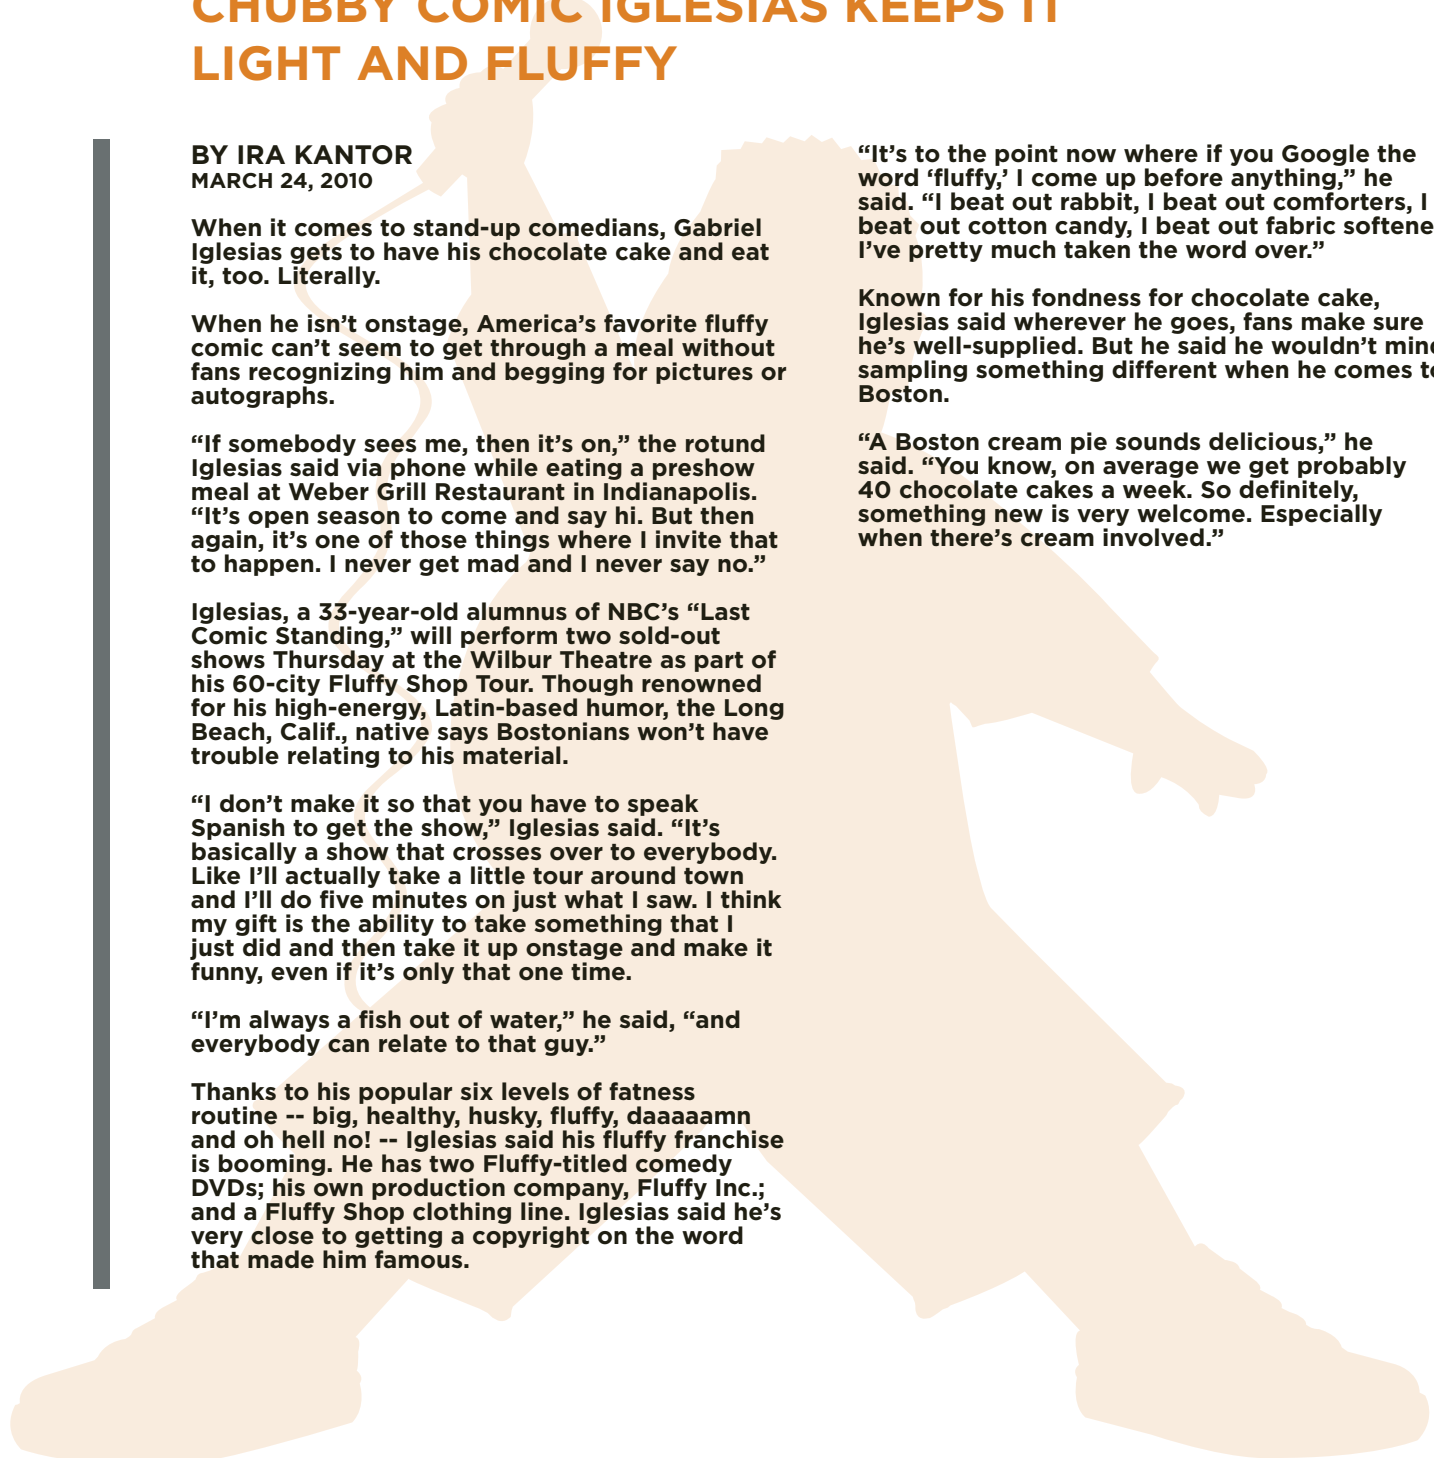 CHUBBY COMIC IGLESIAS KEEPS IT
LIGHT AND FLUFFY
BY IRA KANTOR
MARCH 24, 2010
When it comes to stand-up comedians, Gabriel
Iglesias gets to have his chocolate cake and eat
it, too. Literally.
When he isn’t onstage, America’s favorite fluffy
comic can’t seem to get through a meal without
fans recognizing him and begging for pictures or
autographs.
“If somebody sees me, then it’s on,” the rotund
Iglesias said via phone while eating a preshow
meal at Weber Grill Restaurant in Indianapolis.
“It’s open season to come and say hi. But then
again, it’s one of those things where I invite that
to happen. I never get mad and I never say no.”
Iglesias, a 33-year-old alumnus of NBC’s “Last
Comic Standing,” will perform two sold-out
shows Thursday at the Wilbur Theatre as part of
his 60-city Fluffy Shop Tour. Though renowned
for his high-energy, Latin-based humor, the Long
Beach, Calif., native says Bostonians won’t have
trouble relating to his material.
“I don’t make it so that you have to speak
Spanish to get the show,” Iglesias said. “It’s
basically a show that crosses over to everybody.
Like I’ll actually take a little tour around town
and I’ll do five minutes on just what I saw. I think
my gift is the ability to take something that I
just did and then take it up onstage and make it
funny, even if it’s only that one time.
“I’m always a fish out of water,” he said, “and
everybody can relate to that guy.”
Thanks to his popular six levels of fatness
routine -- big, healthy, husky, fluffy, daaaaamn
and oh hell no! -- Iglesias said his fluffy franchise
is booming. He has two Fluffy-titled comedy
DVDs; his own production company, Fluffy Inc.;
and a Fluffy Shop clothing line. Iglesias said he’s
very close to getting a copyright on the word
that made him famous.
“It’s to the point now where if you Google the
word ‘fluffy,’ I come up before anything,” he
said. “I beat out rabbit, I beat out comforters, I
beat out cotton candy, I beat out fabric softene
I’ve pretty much taken the word over.”
Known for his fondness for chocolate cake,
Iglesias said wherever he goes, fans make sure
he’s well-supplied. But he said he wouldn’t mind
sampling something different when he comes to
Boston.
“A Boston cream pie sounds delicious,” he
said. “You know, on average we get probably
40 chocolate cakes a week. So definitely,
something new is very welcome. Especially
when there’s cream involved.”